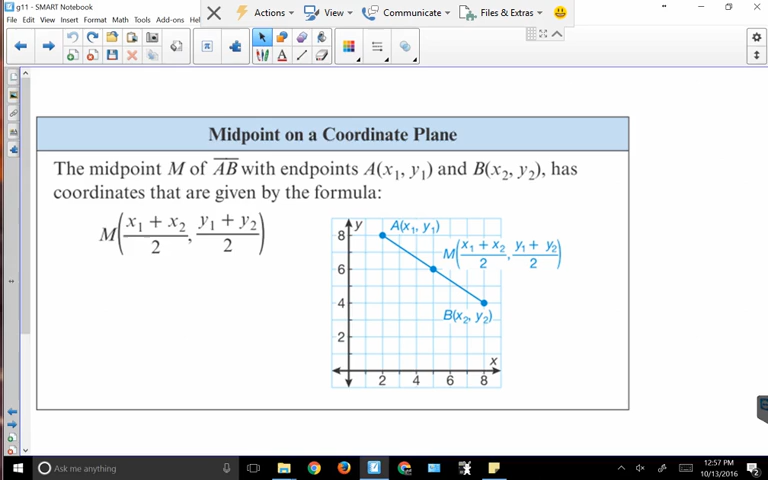 g11 - SMART Notebook
File Edit View Insert Format Math Tools Add-ons Hel
Actions View Communicate Files & Extras
Midpoint on a Coordinate Plane
The midpoint M of AB with endpoints A(x₁, y₁) and B(x₂, y₂), has
coordinates that are given by the formula:
M(x₁ + x₂ / 2, y₁ + y₂ / 2)
y
A(x₁, y₁)
8
M(x₁ + x₂ / 2, y₁ + y₂ / 2)
6
4
B(x₂, y₂)
2
x
2 4 6 8
Ask me anything
12:57 PM
10/13/2016
2